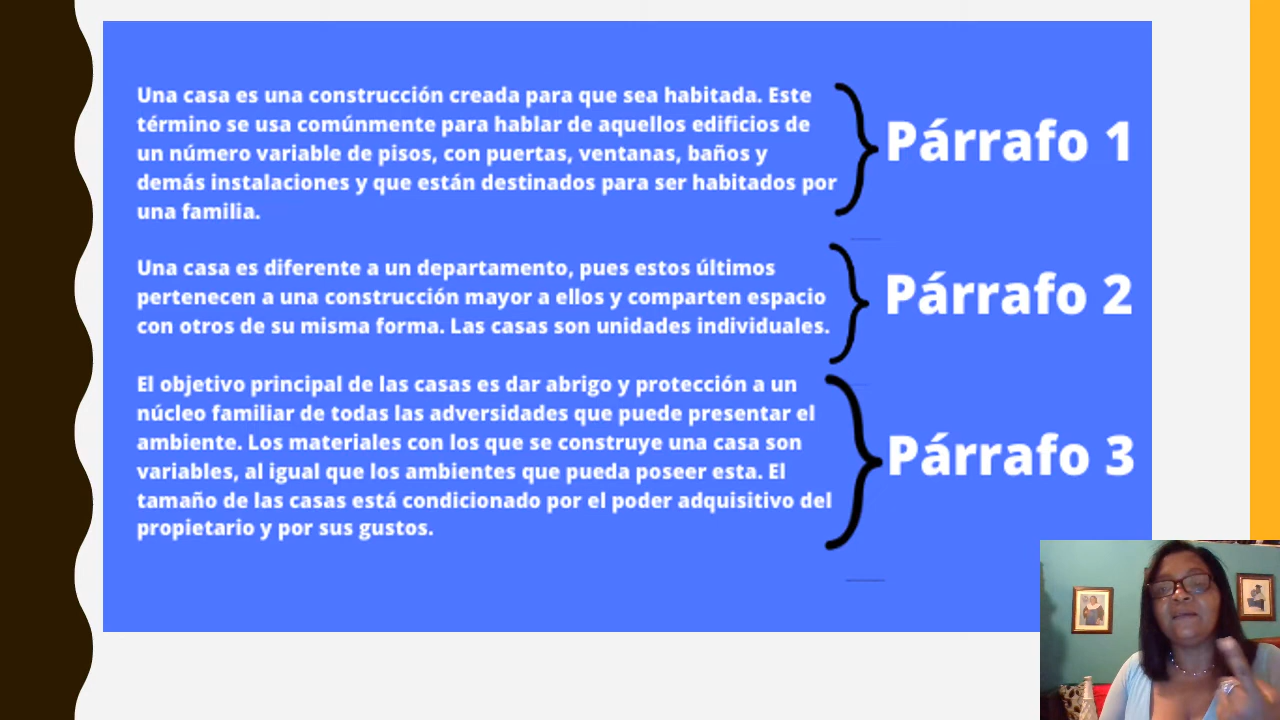 Una casa es una construcción creada para que sea habitada. Este
término se usa comúnmente para hablar de aquellos edificios de
un número variable de pisos, con puertas, ventanas, baños y
demás instalaciones y que están destinados para ser habitados por
una familia.
Párrafo 1
Una casa es diferente a un departamento, pues estos últimos
pertenecen a una construcción mayor a ellos y comparten espacio
con otros de su misma forma. Las casas son unidades individuales.
Párrafo 2
El objetivo principal de las casas es dar abrigo y protección a un
núcleo familiar de todas las adversidades que puede presentar el
ambiente. Los materiales con los que se construye una casa son
variables, al igual que los ambientes que pueda poseer esta. El
tamaño de las casas está condicionado por el poder adquisitivo del
propietario y por sus gustos.
Párrafo 3